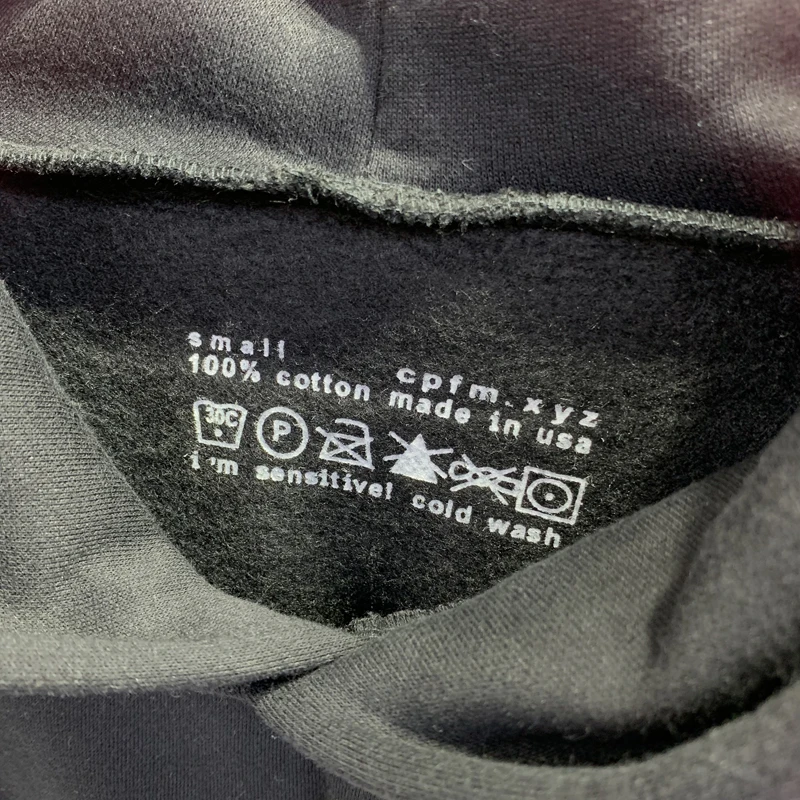 small
cpfm.xyz
100% cotton made in usa
30C P
i'm sensitive! cold wash